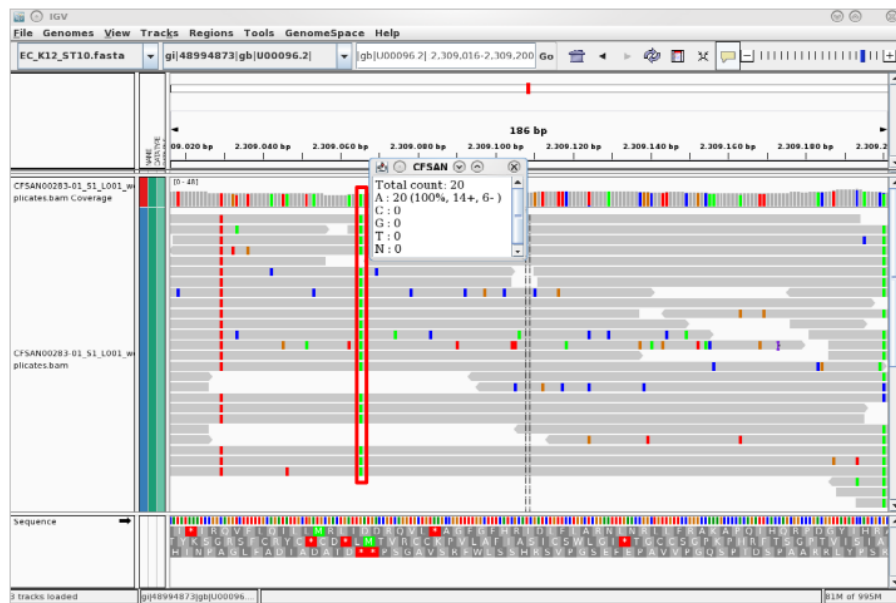 IGV
File Genomes View Tracks Regions Tools GenomeSpace Help
EC_K12_ST10.fasta gi|48994873|gb|U00096.2| |gb|U00096.2|:2,309,016-2,309,200 Go
186 bp
09.020 bp 2.309.060 bp 2.309.080 bp 2.309.100 bp 2.309.120 bp 2.309.140 bp 2.309.160 bp 2.309.180 bp 2.309.2
NAME
CFSAN
Total count: 20
A : 20 (100%, 14+, 6- )
C : 0
G : 0
T : 0
N : 0
[0 - 48]
CFSAN00283-01_S1_L001_w
plicates.bam Coverage
CFSAN00283-01_S1_L001_w
plicates.bam
Sequence
3 tracks loaded gi|48994873|gb|U00096... 81M of 995M